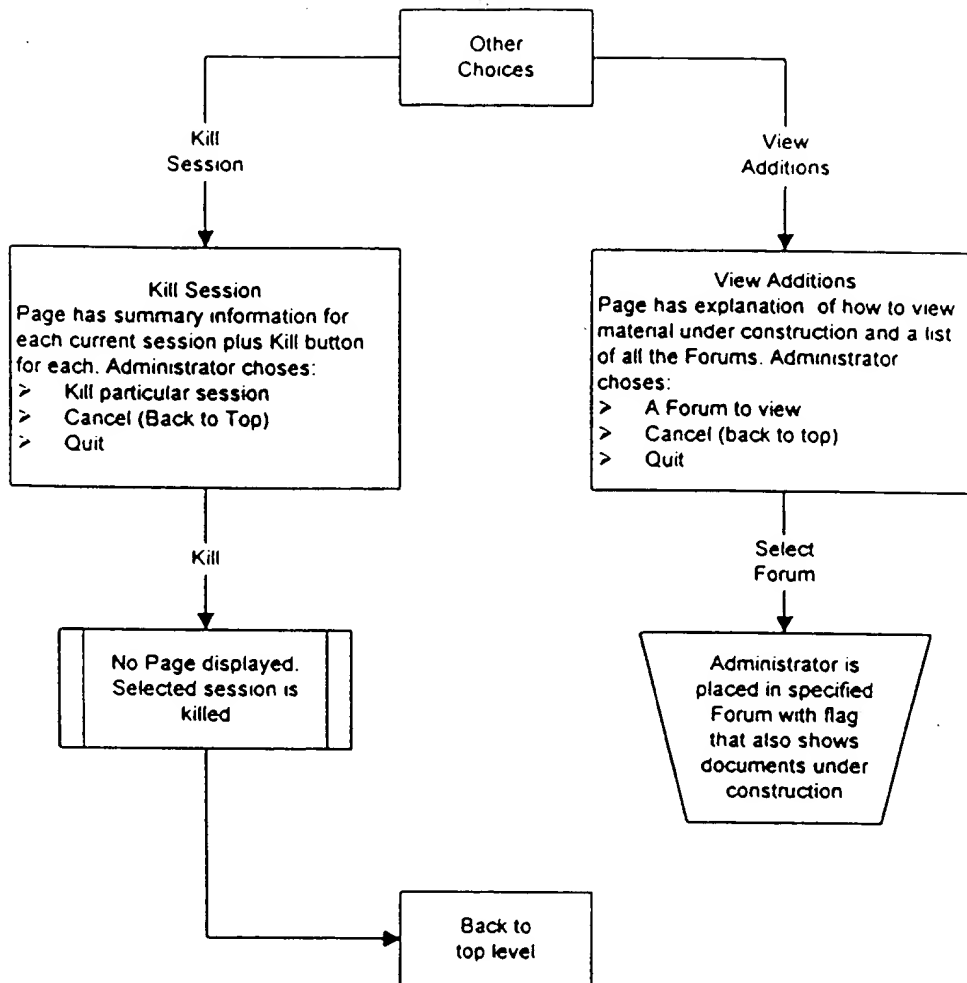 Other
Choices
Kill
Session
View
Additions
Kill Session
Page has summary information for
each current session plus Kill button
for each. Administrator choses:
➢ Kill particular session
➢ Cancel (Back to Top)
➢ Quit
View Additions
Page has explanation of how to view
material under construction and a list
of all the Forums. Administrator
choses:
➢ A Forum to view
➢ Cancel (back to top)
➢ Quit
Kill
Select
Forum
No Page displayed.
Selected session is
killed
Administrator is
placed in specified
Forum with flag
that also shows
documents under
construction
Back to
top level